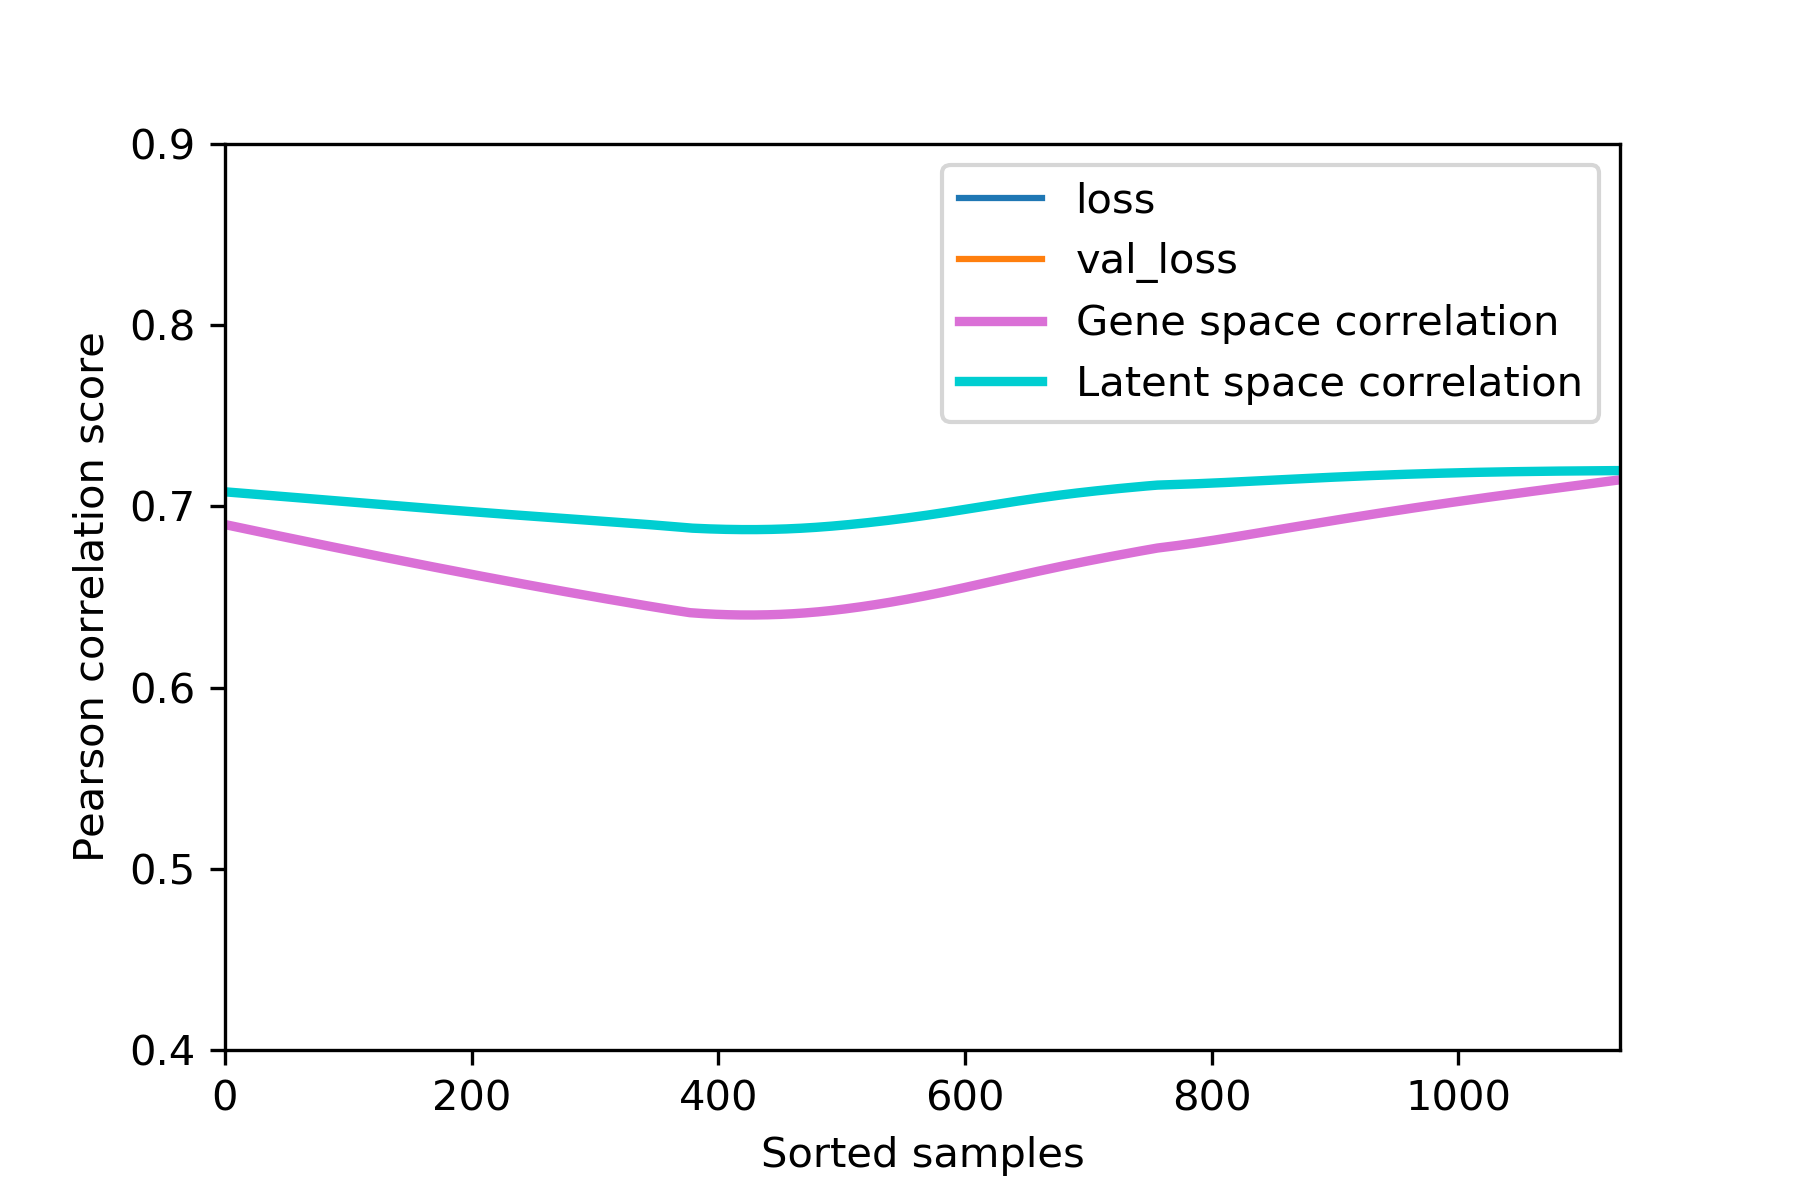 0.9
0.8
0.7
0.6
0.5
0.4
Pearson correlation score
loss
val_loss
Gene space correlation
Latent space correlation
0 200 400 600 800 1000
Sorted samples